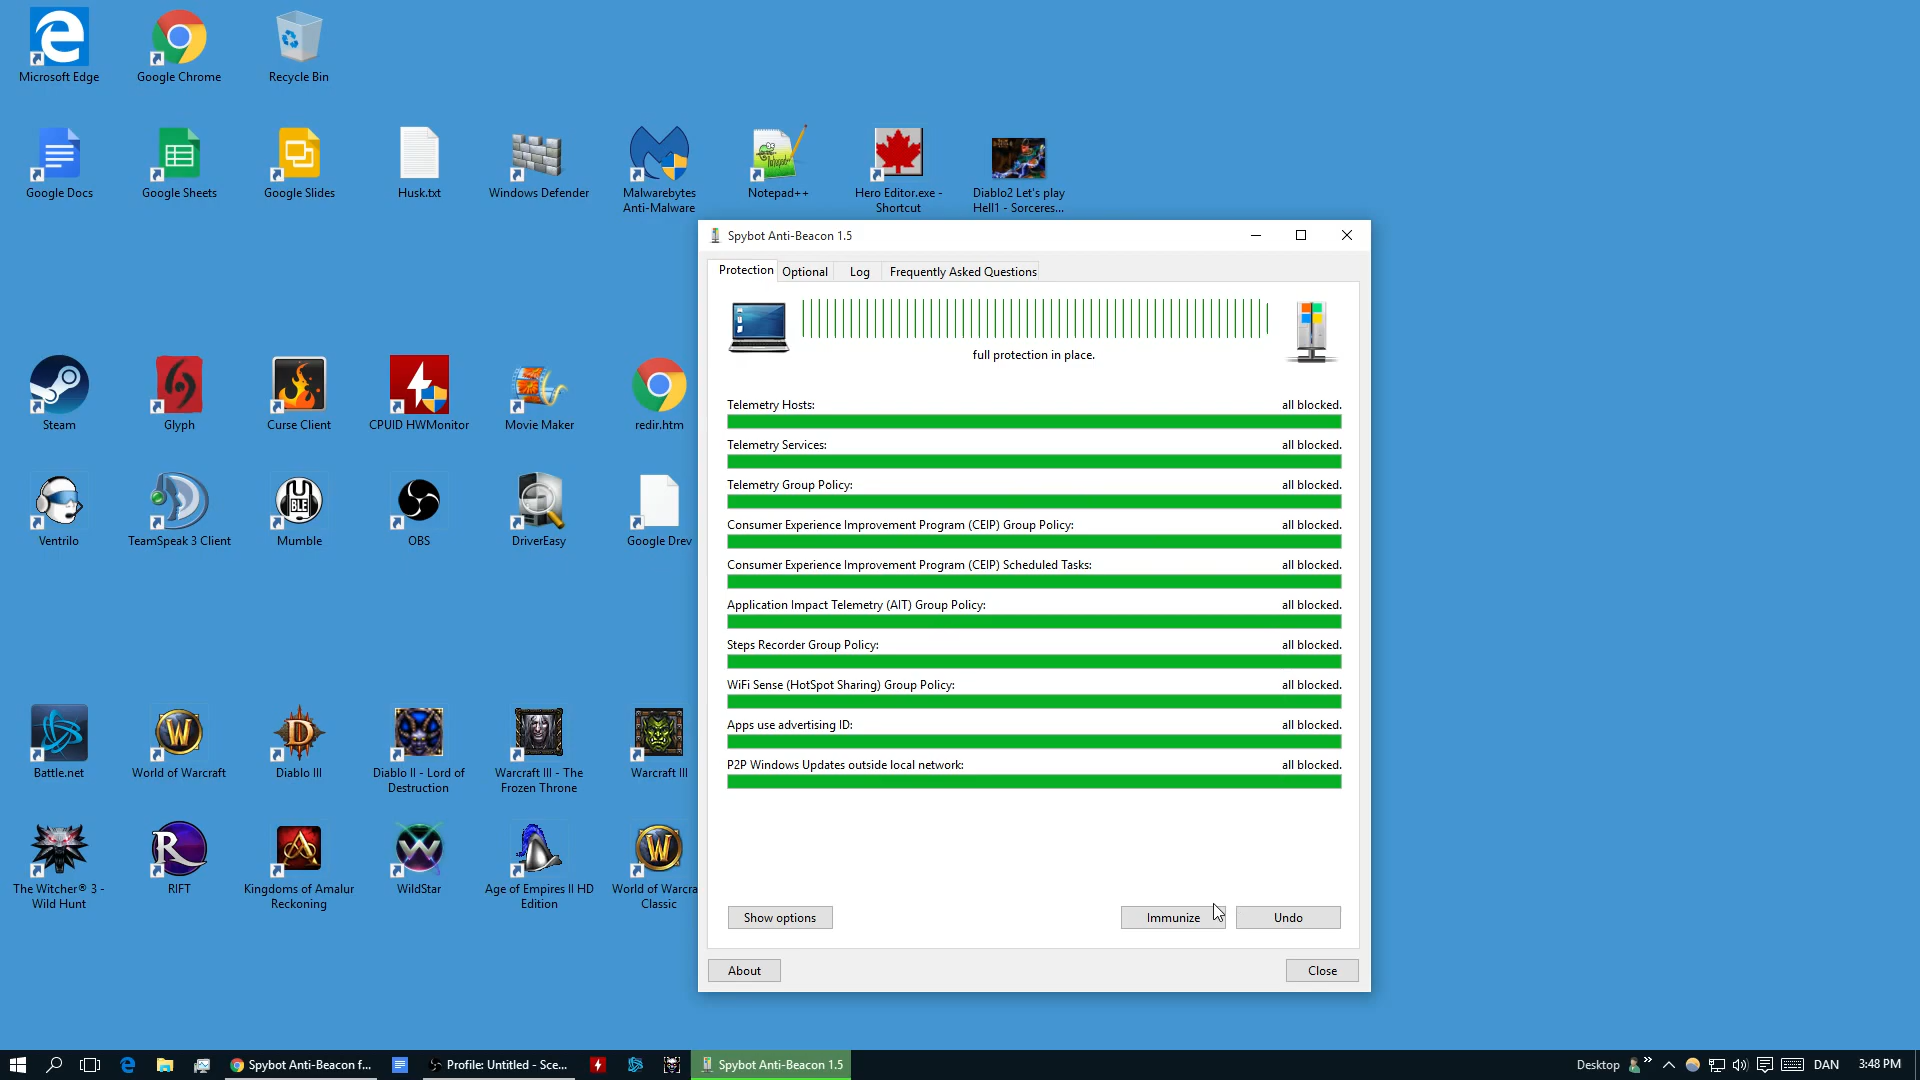 Microsoft Edge
Google Chrome
Recycle Bin
Google Docs
Google Sheets
Google Slides
Husk.txt
Windows Defender
Malwarebytes
Anti-Malware
Notepad++
Hero Editor.exe -
Shortcut
Diablo2 Let's play
Hell1 - Sorceres...
Spybot Anti-Beacon 1.5
Protection
Optional
Log
Frequently Asked Questions
full protection in place.
Steam
Glyph
Curse Client
CPUID HWMonitor
Movie Maker
redir.htm
Telemetry Hosts: all blocked.
Telemetry Services: all blocked.
Telemetry Group Policy: all blocked.
Consumer Experience Improvement Program (CEIP) Group Policy: all blocked.
Consumer Experience Improvement Program (CEIP) Scheduled Tasks: all blocked.
Application Impact Telemetry (AIT) Group Policy: all blocked.
Steps Recorder Group Policy: all blocked.
WiFi Sense (HotSpot Sharing) Group Policy: all blocked.
Apps use advertising ID: all blocked.
P2P Windows Updates outside local network: all blocked.
Ventrilo
TeamSpeak 3 Client
Mumble
OBS
DriverEasy
Google Drev
Battle.net
World of Warcraft
Diablo III
Diablo II - Lord of
Destruction
Warcraft III - The
Frozen Throne
Warcraft III
The Witcher® 3 -
Wild Hunt
RIFT
Kingdoms of Amalur
Reckoning
WildStar
Age of Empires II HD
Edition
World of Warcra
Classic
Show options
Immunize
Undo
About
Close
Spybot Anti-Beacon f...
Profile: Untitled - Sce...
Spybot Anti-Beacon 1.5
Desktop
DAN
3:48 PM